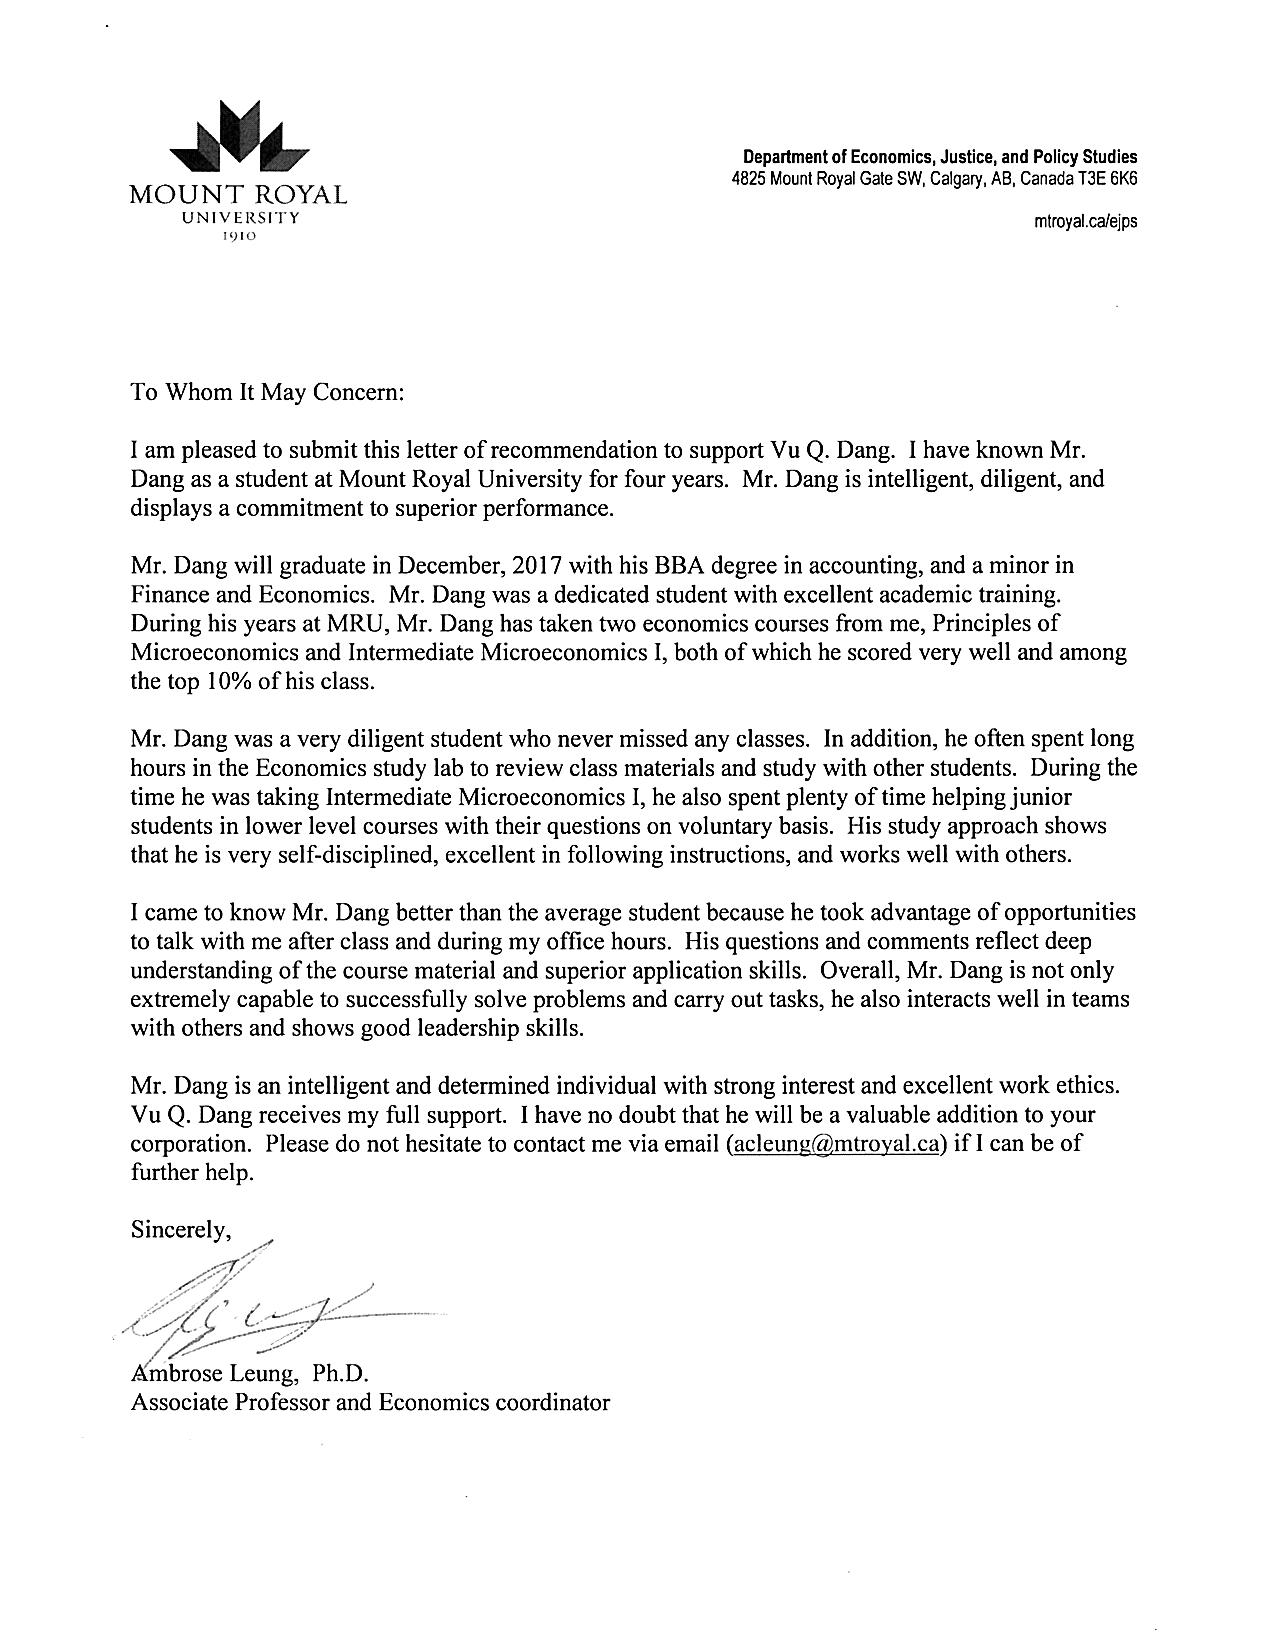 MOUNT ROYAL
UNIVERSITY
1910
Department of Economics, Justice, and Policy Studies
4825 Mount Royal Gate SW, Calgary, AB, Canada T3E 6K6
mtroyal.ca/ejps
To Whom It May Concern:
I am pleased to submit this letter of recommendation to support Vu Q. Dang.  I have known Mr.
Dang as a student at Mount Royal University for four years.  Mr. Dang is intelligent, diligent, and
displays a commitment to superior performance.
Mr. Dang will graduate in December, 2017 with his BBA degree in accounting, and a minor in
Finance and Economics.  Mr. Dang was a dedicated student with excellent academic training.
During his years at MRU, Mr. Dang has taken two economics courses from me, Principles of
Microeconomics and Intermediate Microeconomics I, both of which he scored very well and among
the top 10% of his class.
Mr. Dang was a very diligent student who never missed any classes.  In addition, he often spent long
hours in the Economics study lab to review class materials and study with other students.  During the
time he was taking Intermediate Microeconomics I, he also spent plenty of time helping junior
students in lower level courses with their questions on voluntary basis.  His study approach shows
that he is very self-disciplined, excellent in following instructions, and works well with others.
I came to know Mr. Dang better than the average student because he took advantage of opportunities
to talk with me after class and during my office hours.  His questions and comments reflect deep
understanding of the course material and superior application skills.  Overall, Mr. Dang is not only
extremely capable to successfully solve problems and carry out tasks, he also interacts well in teams
with others and shows good leadership skills.
Mr. Dang is an intelligent and determined individual with strong interest and excellent work ethics.
Vu Q. Dang receives my full support.  I have no doubt that he will be a valuable addition to your
corporation.  Please do not hesitate to contact me via email (acleung@mtroyal.ca) if I can be of
further help.
Sincerely,
Ambrose Leung,  Ph.D.
Associate Professor and Economics coordinator